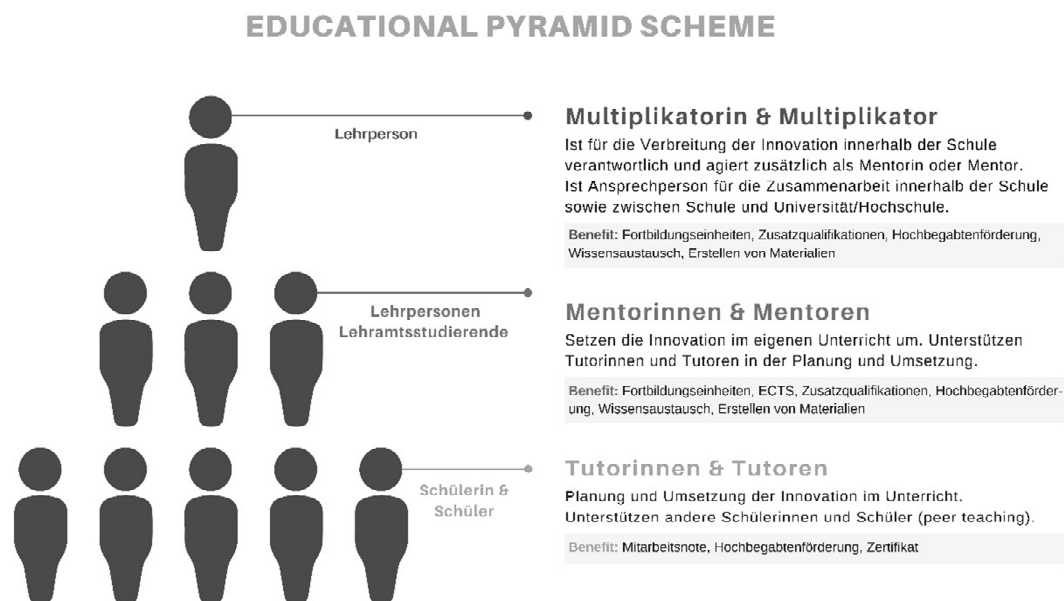 EDUCATIONAL PYRAMID SCHEME
Lehrperson
Multiplikatorin & Multiplikator
Ist für die Verbreitung der Innovation innerhalb der Schule
verantwortlich und agiert zusätzlich als Mentorin oder Mentor.
Ist Ansprechperson für die Zusammenarbeit innerhalb der Schule
sowie zwischen Schule und Universität/Hochschule.
Benefit: Fortbildungseinheiten, Zusatzqualifikationen, Hochbegabtenförderung,
Wissensaustausch, Erstellen von Materialien
Lehrpersonen
Lehramtsstudierende
Mentorinnen & Mentoren
Setzen die Innovation im eigenen Unterricht um. Unterstützen
Tutorinnen und Tutoren in der Planung und Umsetzung.
Benefit: Fortbildungseinheiten, ECTS, Zusatzqualifikationen, Hochbegabtenförder-
ung, Wissensaustausch, Erstellen von Materialien
Schülerin &
Schüler
Tutorinnen & Tutoren
Planung und Umsetzung der Innovation im Unterricht.
Unterstützen andere Schülerinnen und Schüler (peer teaching).
Benefit: Mitarbeitsnote, Hochbegabtenförderung, Zertifikat